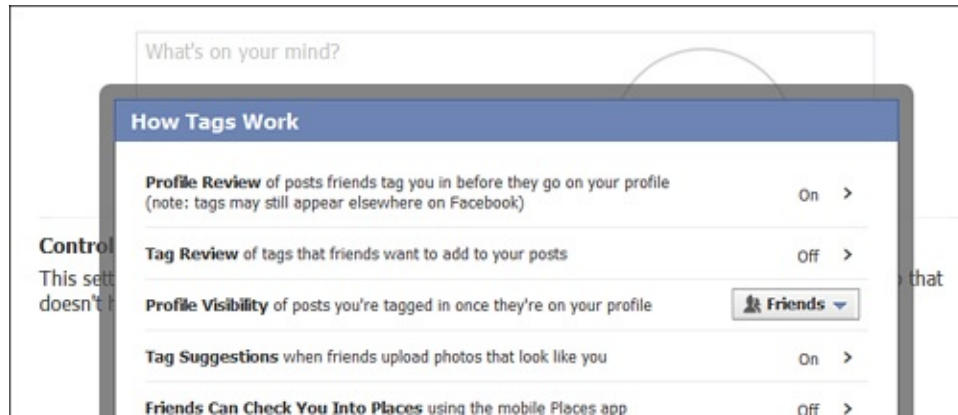 What's on your mind?
How Tags Work
Profile Review of posts friends tag you in before they go on your profile
(note: tags may still appear elsewhere on Facebook)
On
Tag Review of tags that friends want to add to your posts
Off
Control
This sett
that
doesn't h
Profile Visibility of posts you're tagged in once they're on your profile
Friends
Tag Suggestions when friends upload photos that look like you
On
Friends Can Check You Into Places using the mobile Places app
Off